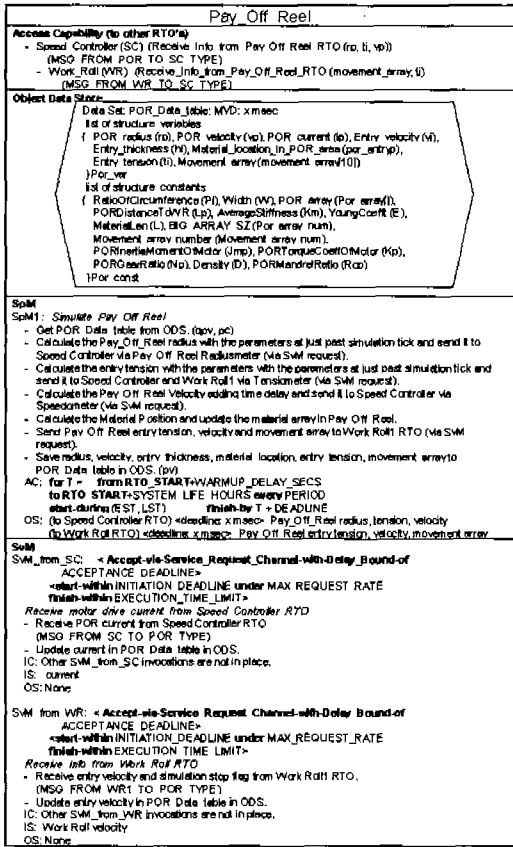 Pay_Off_Reel
Access Capability (to other RTO's)
- Speed Controller (SC) (Receive Info from Pay Off Reel RTO (rp, ti, vp))
(MSG FROM POR TO SC TYPE)
- Work_Roll (WR) (Receive_Info_from_Pay_Off_Reel_RTO (movement_array, ti)
(MSG FROM WR TO SC TYPE)
Object Data Store
Data Set: POR_Data_table: MVD: x msec
list of structure variables
{ POR radius (rp), POR velocity (vp), POR current (ip), Entry velocity (vi),
Entry_thickness (hi), Material_location_in_POR_area (por_entryp),
Entry tension (ti), Movement array (movement array[10])
}Por_var
list of structure constants
{ RatioOfCircumference (PI), Width (W), POR array (Por array[]),
PORDistanceToWR (Lp), AverageStiffness (Km), YoungCoefft (E),
MaterialLen (L), BIG ARRAY SZ (Por array num),
Movement array number (Movement array num),
PORInertiaMomentOfMotor (Jmp), PORTorqueCoeffOfMotor (Kp),
PORGearRatio (Np), Density (D), PORMandrelRatio (Rcp)
}Por const
SpM
SpM1: Simulate Pay Off Reel
- Get POR Data table from ODS. (qpv, pc)
- Calculate the Pay_Off_Reel radius with the parameters at just past simulation tick and send it to
Speed Controller via Pay Off Reel Radiusmeter (via SvM request).
- Calculate the entry tension with the parameters with the parameters at just past simulation tick and
send it to Speed Controller and Work Roll1 via Tensiometer (via SvM request).
- Calculate the Pay Off Reel Velocity adding time delay and send it to Speed Controller via
Speedometer (via SvM request).
- Calculate the Material Position and update the material array in Pay Off Reel.
- Send Pay Off Reel entry tension, velocity and movement array to Work Roll1 RTO (via SvM
request).
- Save radius, velocity, entry thickness, material location, entry tension, movement array to
POR Data table in ODS. (pv)
AC: for T = from RTO_START+WARMUP_DELAY_SECS
to RTO START+SYSTEM LIFE HOURS every PERIOD
start-during (EST, LST) finish-by T + DEADLINE
OS: (to Speed Controller RTO) <deadline: x msec> Pay_Off_Reel radius, tension, velocity
(to Work Roll RTO) <deadline: x msec> Pay Off Reel entry tension, velocity, movement array
SvM
SvM_from_SC: < Accept-via-Service_Request_Channel-with-Delay_Bound-of
ACCEPTANCE DEADLINE>
<start-within INITIATION_DEADLINE under MAX_REQUEST_RATE
finish-within EXECUTION_TIME_LIMIT>
Receive motor drive current from Speed Controller RTO
- Receive POR current from Speed Controller RTO
(MSG FROM SC TO POR TYPE)
- Update current in POR Data table in ODS.
IC: Other SvM_from_SC invocations are not in place.
IS: current
OS: None
SvM from WR: < Accept-via-Service Request Channel-with-Delay Bound-of
ACCEPTANCE DEADLINE>
<start-within INITIATION_DEADLINE under MAX_REQUEST_RATE
finish-within EXECUTION TIME LIMIT>
Receive info from Work Roll RTO
- Receive entry velocity and simulation stop flag from Work Roll1 RTO.
(MSG FROM WR1 TO POR TYPE)
- Update entry velocity in POR Data table in ODS.
IC: Other SvM_from_WR invocations are not in place.
IS: Work Roll velocity
OS: None